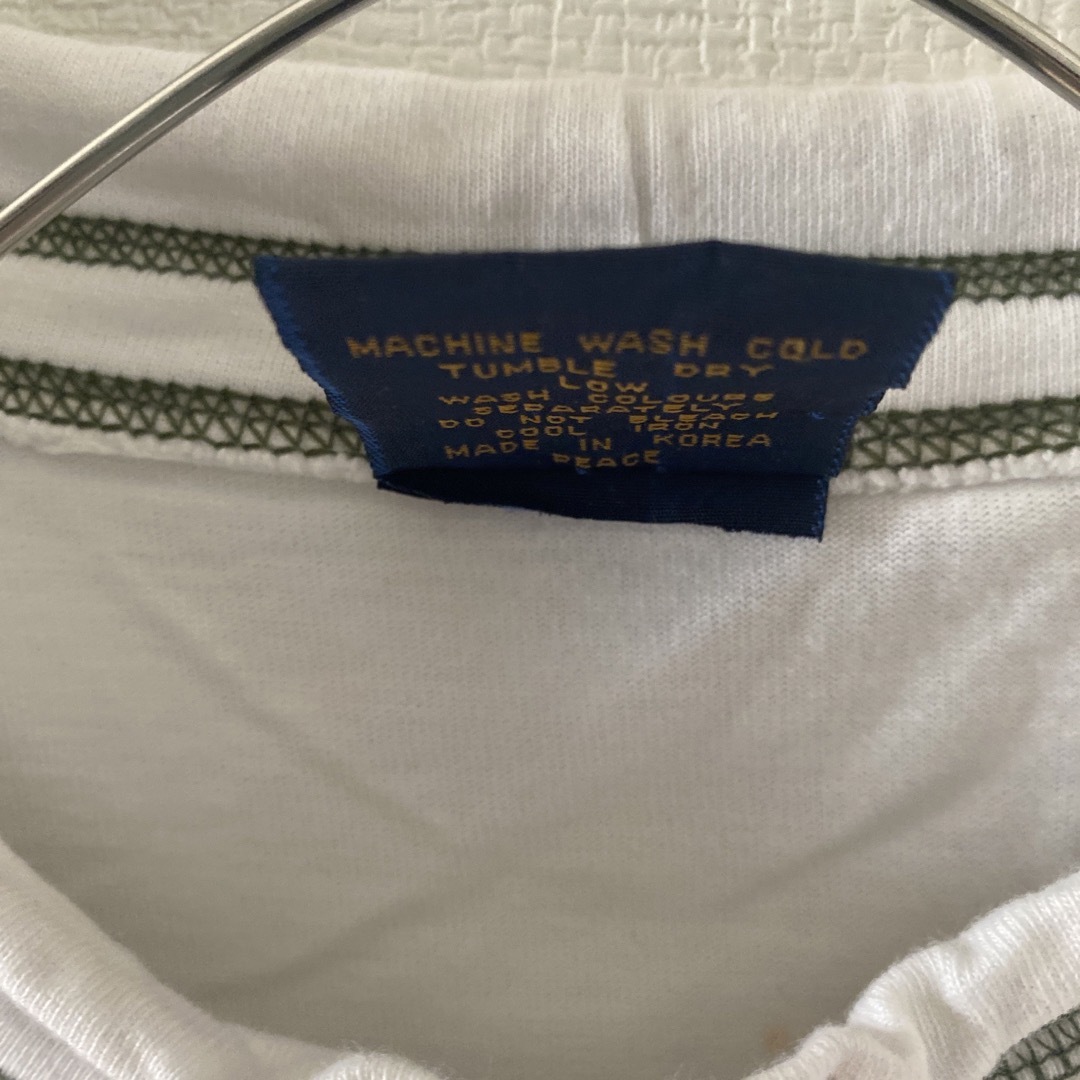 MACHINE WASH COLD
TUMBLE DRY
LOW
WASH COLOURS
SEPARATELY
DO NOT BLEACH
COOL IRON
MADE IN KOREA
PEACE